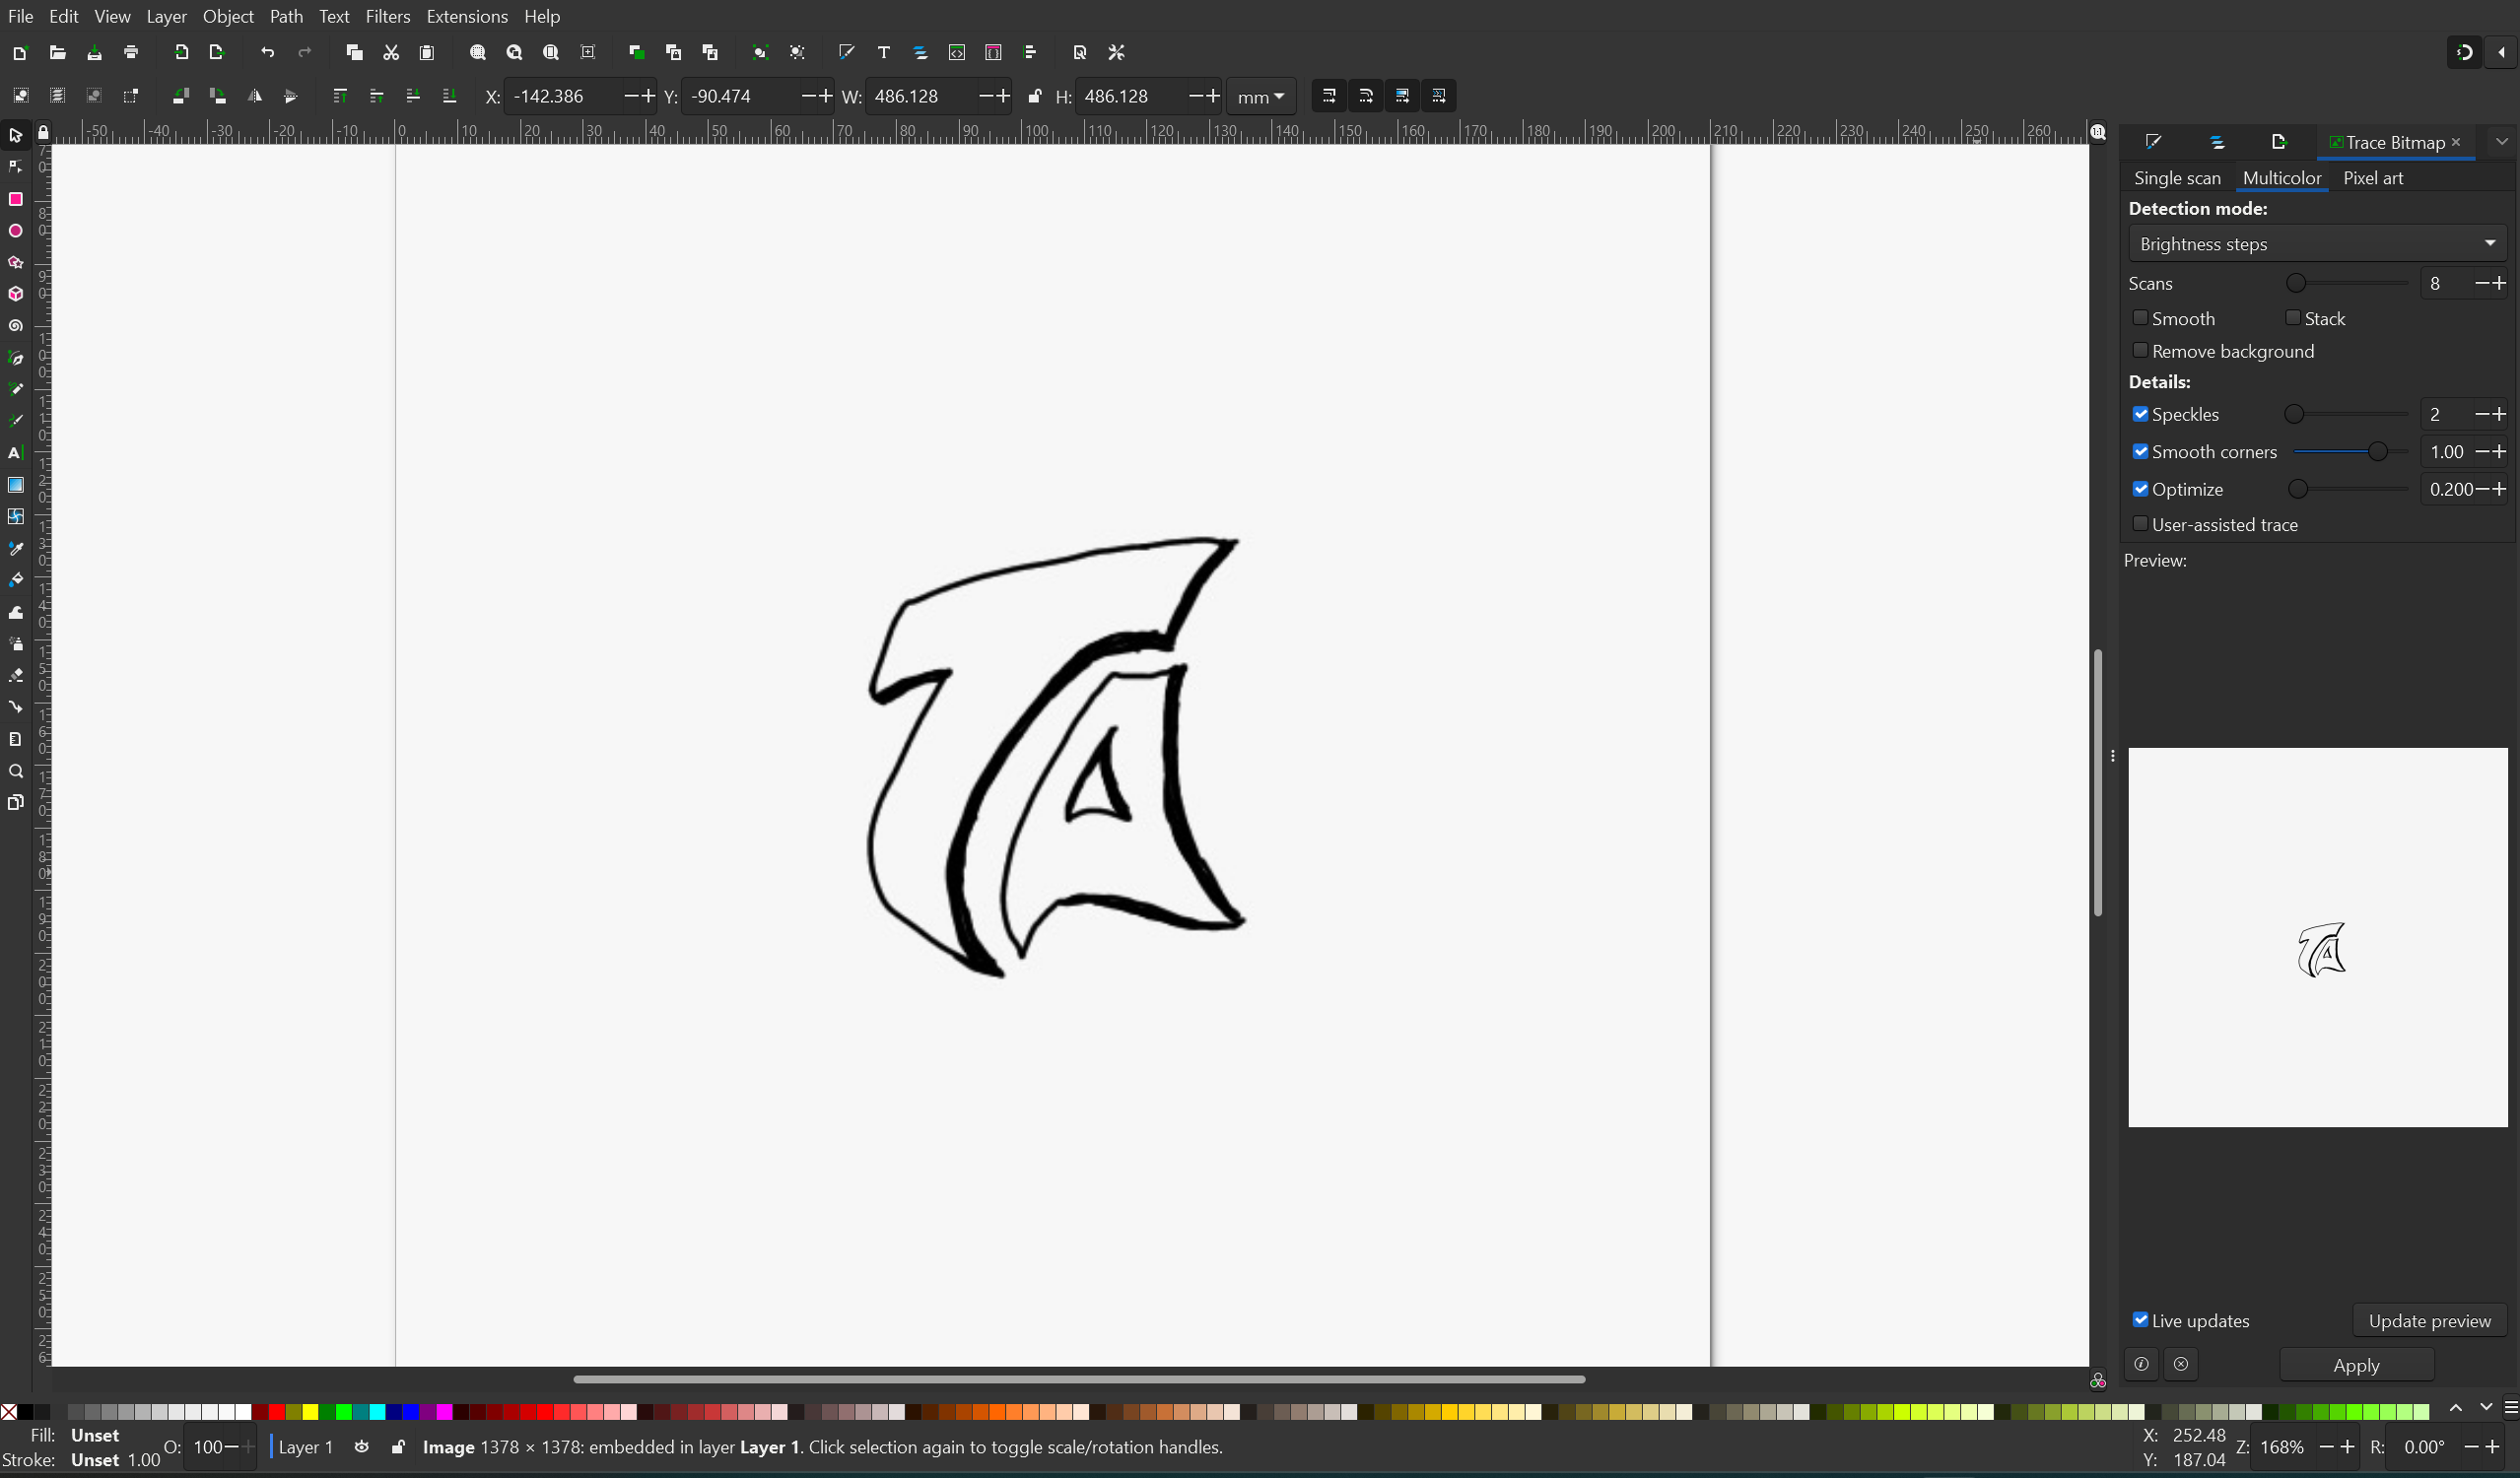 File Edit View Layer Object Path Text Filters Extensions Help
X: -142.386 Y: -90.474 W: 486.128 H: 486.128 mm
-50 -40 -30 -20 -10 0 10 20 30 40 50 60 70 80 90 100 110 120 130 140 150 160 170 180 190 200 210 220 230 240 250 260
Trace Bitmap
Single scan Multicolor Pixel art
Detection mode:
Brightness steps
Scans 8
Smooth Stack
Remove background
Details:
Speckles 2
Smooth corners 1.00
Optimize 0.200
User-assisted trace
Preview:
TA
Live updates Update preview
Apply
Fill: Unset
Stroke: Unset 1.00
O: 100
Layer 1
Image 1378 × 1378: embedded in layer Layer 1. Click selection again to toggle scale/rotation handles.
X: 252.48
Y: 187.04
Z: 168% R: 0.00°